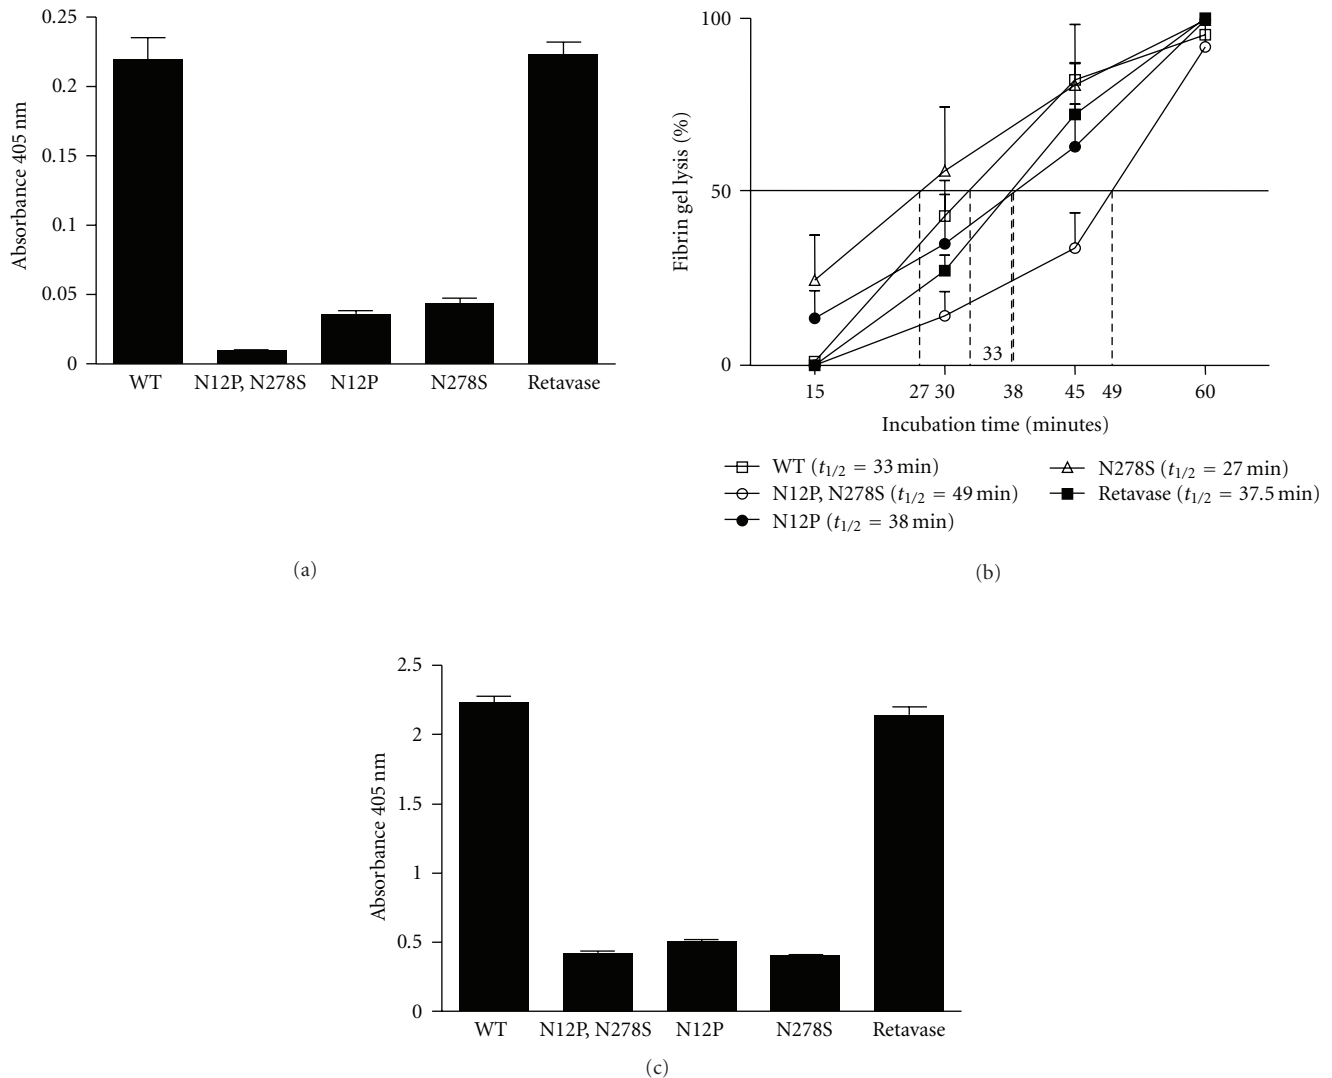 0.25
0.2
0.15
0.1
0.05
0
Absorbance 405 nm
WT N12P, N278S N12P N278S Retavase
(a)
100
50
0
Fibrin gel lysis (%)
33
15 27 30 38 45 49 60
Incubation time (minutes)
WT (t1/2 = 33 min)
N12P, N278S (t1/2 = 49 min)
N12P (t1/2 = 38 min)
N278S (t1/2 = 27 min)
Retavase (t1/2 = 37.5 min)
(b)
2.5
2
1.5
1
0.5
0
Absorbance 405 nm
WT N12P, N278S N12P N278S Retavase
(c)